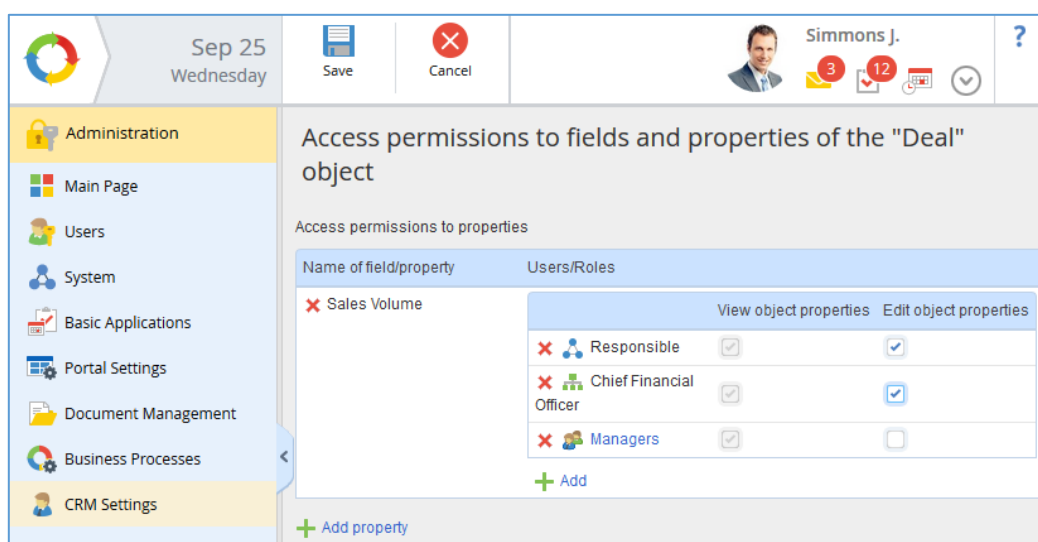 Sep 25
Wednesday
Save
Cancel
Simmons J.
3
12
?
Administration
Main Page
Users
System
Basic Applications
Portal Settings
Document Management
Business Processes
CRM Settings
Access permissions to fields and properties of the "Deal"
object
Access permissions to properties
Name of field/property Users/Roles
Sales Volume
View object properties Edit object properties
Responsible
Chief Financial
Officer
Managers
Add
Add property